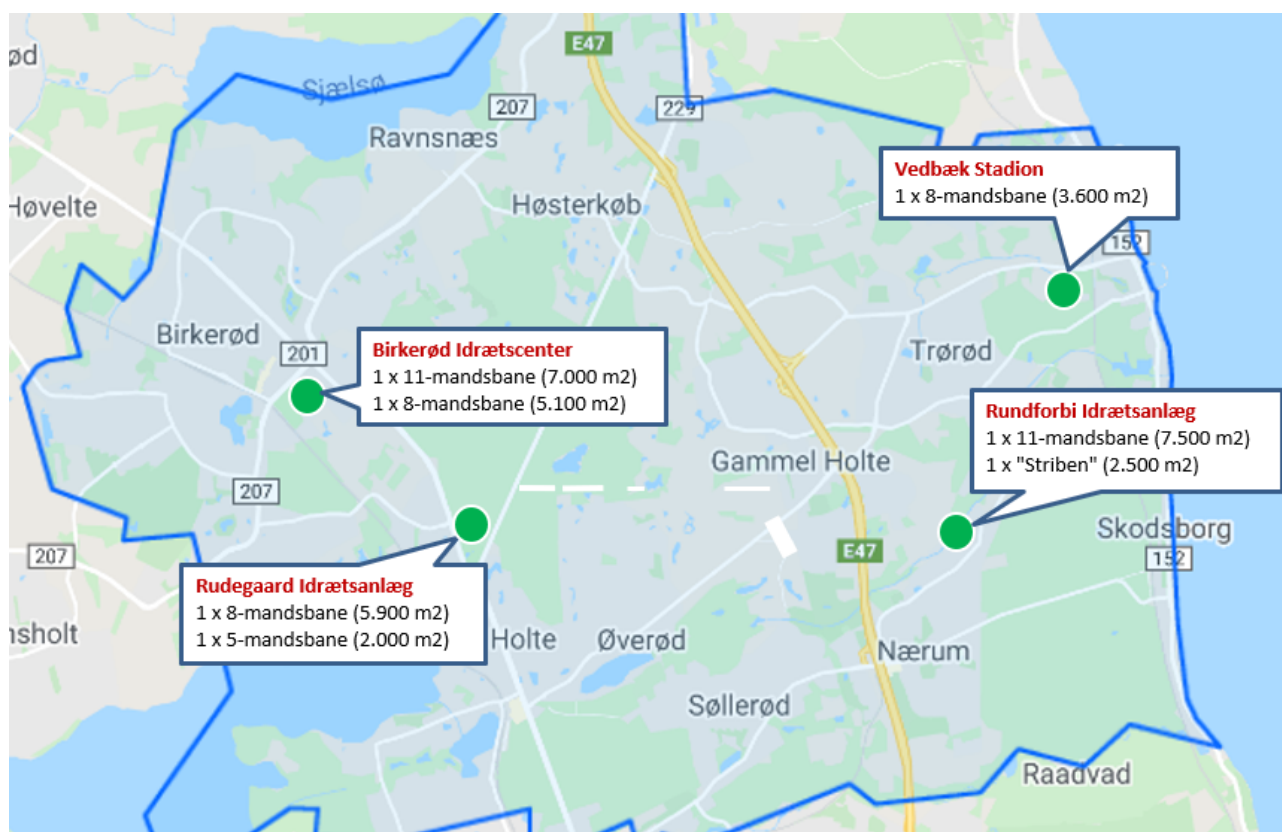 ød
Sjælsø
E47
207
229
Ravnsnæs
Høvelte
Høsterkøb
Vedbæk Stadion
1 x 8-mandsbane (3.600 m2)
152
Birkerød
201
Birkerød Idrætscenter
1 x 11-mandsbane (7.000 m2)
1 x 8-mandsbane (5.100 m2)
Trørød
Rundforbi Idrætsanlæg
1 x 11-mandsbane (7.500 m2)
1 x "Striben" (2.500 m2)
Gammel Holte
207
207
E47
Skodsborg
152
Rudegaard Idrætsanlæg
1 x 8-mandsbane (5.900 m2)
1 x 5-mandsbane (2.000 m2)
nsholt
Holte
Øverød
Nærum
Søllerød
Raadvad